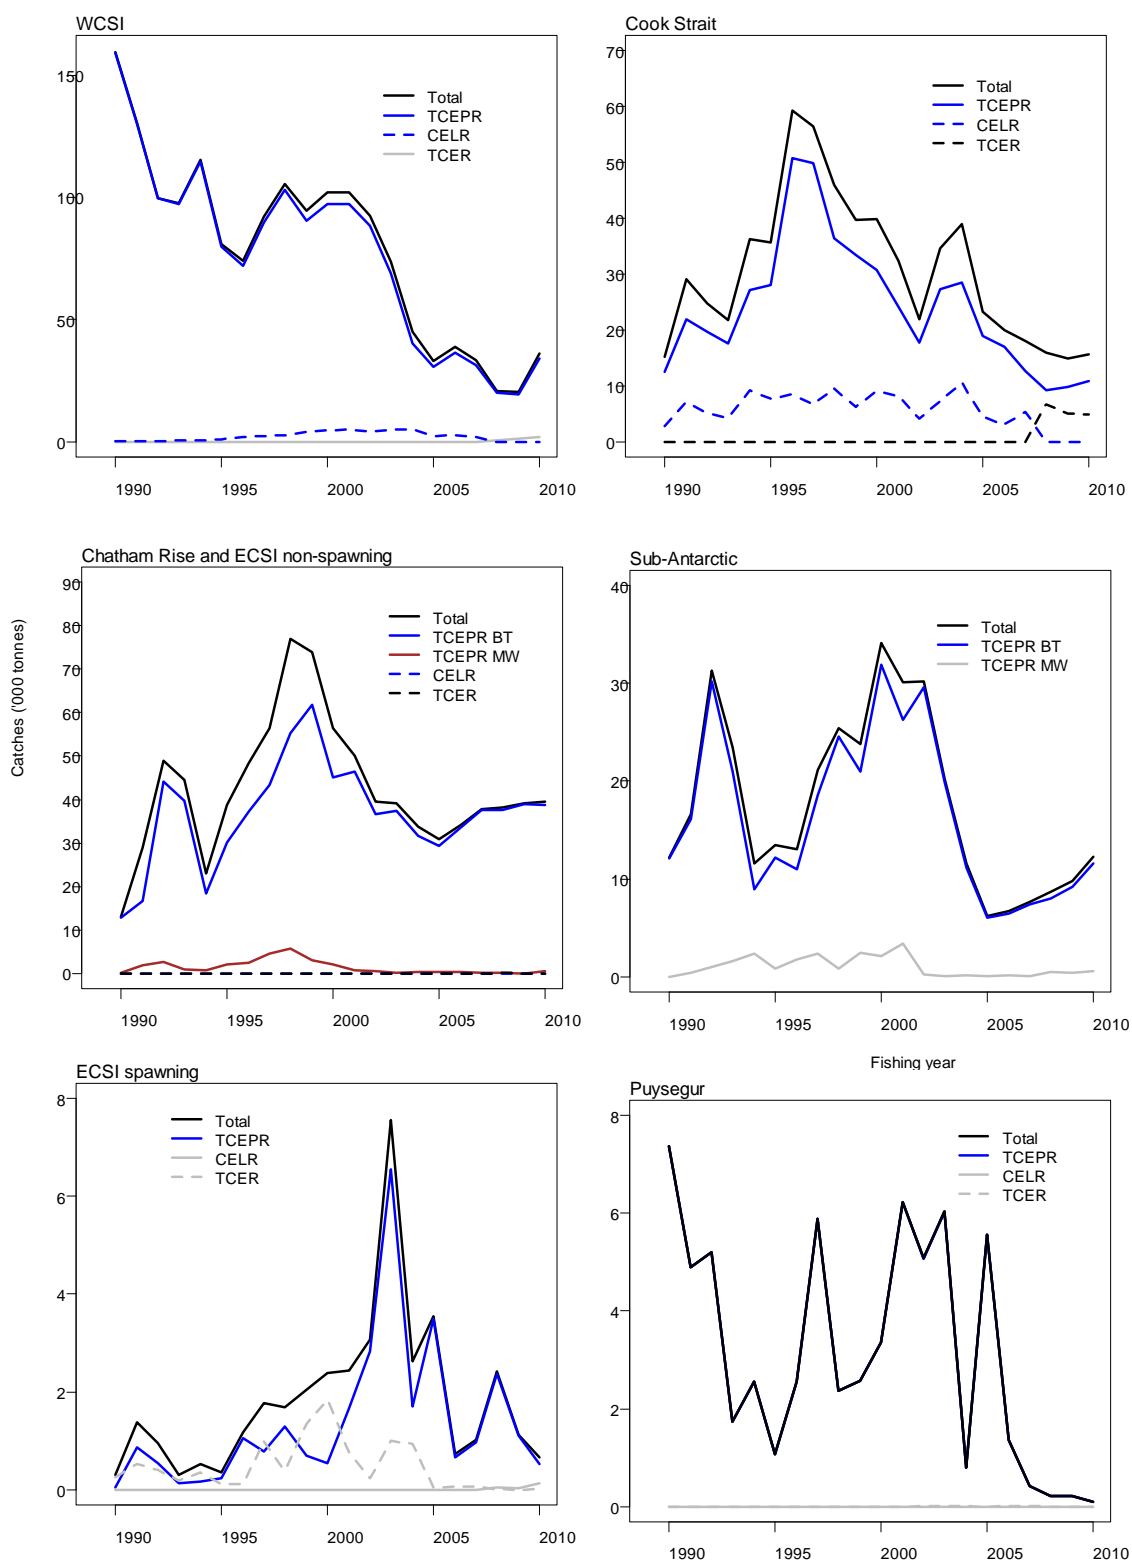 WCSI
150
100
50
0
Total
TCEPR
CELR
TCER
1990
1995
2000
2005
2010
Cook Strait
70
60
50
40
30
20
10
0
Total
TCEPR
CELR
TCER
1990
1995
2000
2005
2010
Catches ('000 tonnes)
Chatham Rise and ECSI non-spawning
90
80
70
60
50
40
30
20
10
0
Total
TCEPR BT
TCEPR MW
CELR
TCER
1990
1995
2000
2005
2010
Sub-Antarctic
40
30
20
10
0
Total
TCEPR BT
TCEPR MW
1990
1995
2000
2005
2010
Fishing year
ECSI spawning
8
6
4
2
0
Total
TCEPR
CELR
TCER
1990
1995
2000
2005
2010
Puysegur
8
6
4
2
0
Total
TCEPR
CELR
TCER
1990
1995
2000
2005
2010